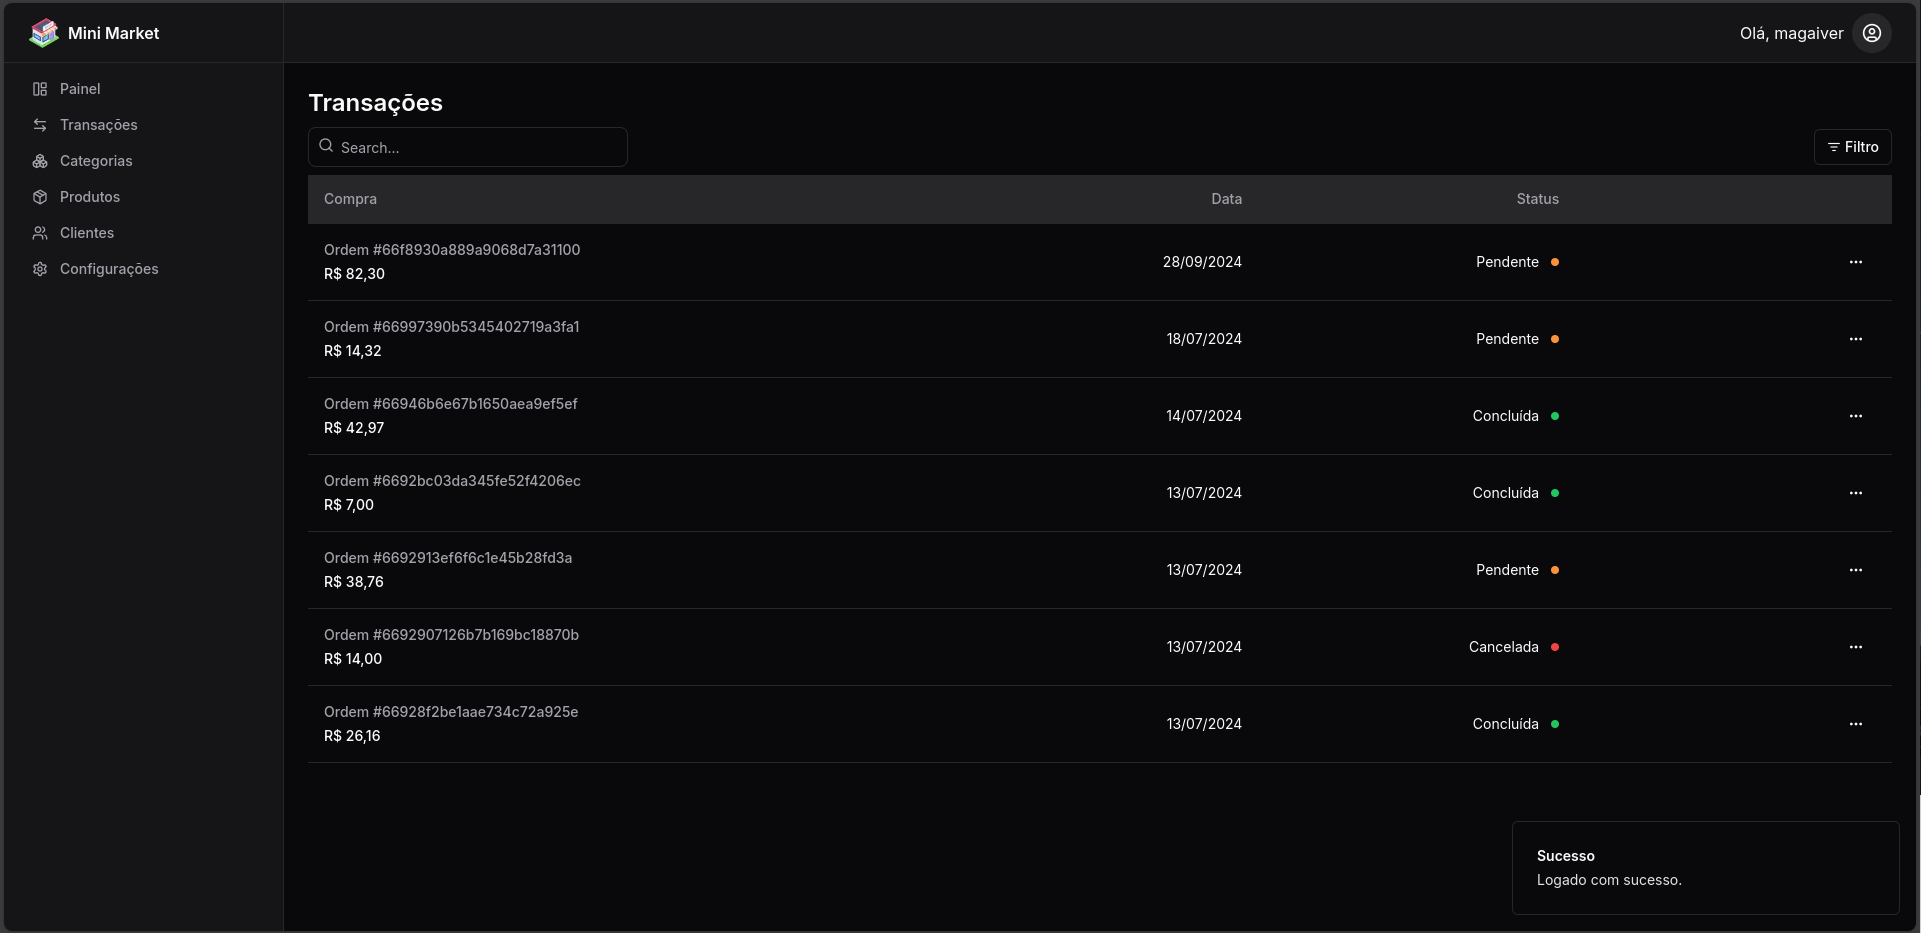 Mini Market
Olá, magaiver
Painel
Transações
Categorias
Produtos
Clientes
Configurações
Transações
Search...
Filtro
Compra Data Status
Ordem #66f8930a889a9068d7a31100
R$ 82,30
28/09/2024 Pendente
Ordem #66997390b5345402719a3fa1
R$ 14,32
18/07/2024 Pendente
Ordem #66946b6e67b1650aea9ef5ef
R$ 42,97
14/07/2024 Concluída
Ordem #6692bc03da345fe52f4206ec
R$ 7,00
13/07/2024 Concluída
Ordem #6692913ef6f6c1e45b28fd3a
R$ 38,76
13/07/2024 Pendente
Ordem #6692907126b7b169bc18870b
R$ 14,00
13/07/2024 Cancelada
Ordem #66928f2be1aae734c72a925e
R$ 26,16
13/07/2024 Concluída
Sucesso
Logado com sucesso.